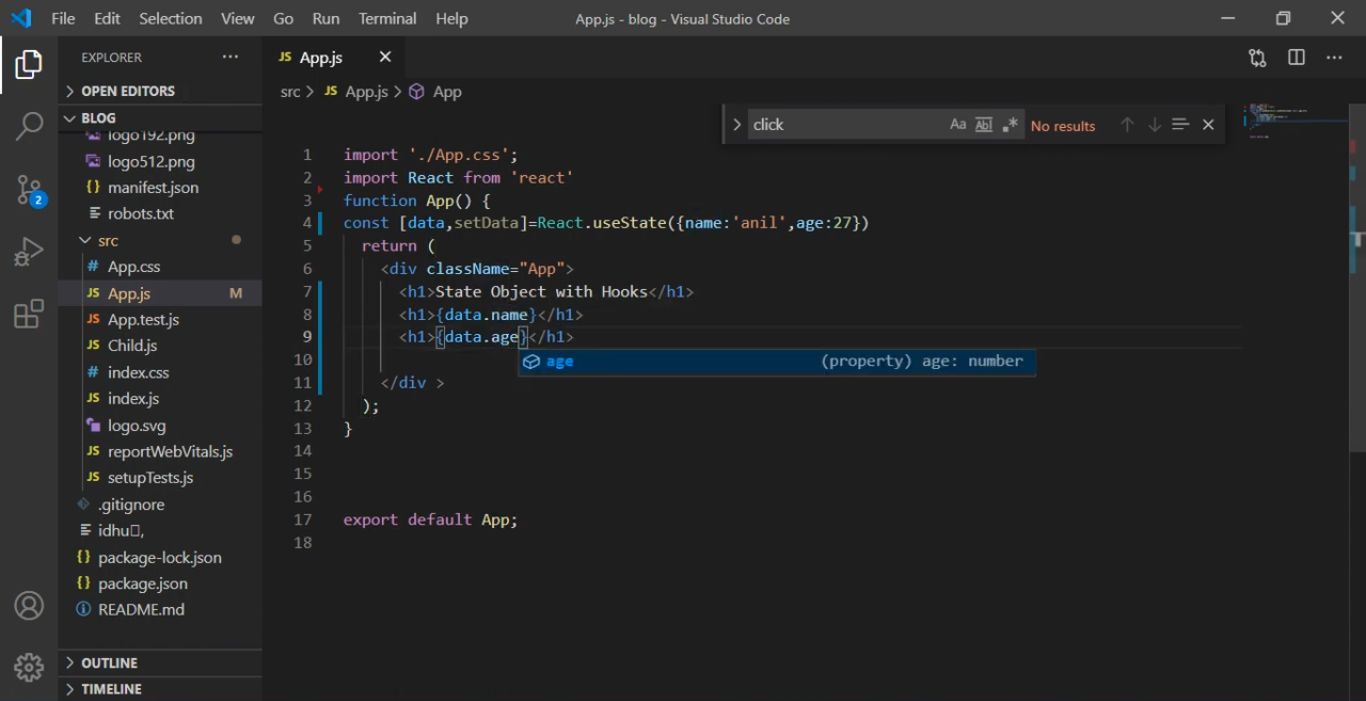 File Edit Selection View Go Run Terminal Help App.js - blog - Visual Studio Code
EXPLORER
OPEN EDITORS
BLOG
logo192.png
logo512.png
{} manifest.json
robots.txt
src
# App.css
JS App.js M
JS App.test.js
JS Child.js
# index.css
JS index.js
logo.svg
JS reportWebVitals.js
JS setupTests.js
.gitignore
idhu▯,
{} package-lock.json
{} package.json
README.md
OUTLINE
TIMELINE
2
JS App.js
src > JS App.js > App
click Aa Abl .* No results
1 import './App.css';
2 import React from 'react'
3 function App() {
4 const [data,setData]=React.useState({name:'anil',age:27})
5 return (
6 <div className="App">
7 <h1>State Object with Hooks</h1>
8 <h1>{data.name}</h1>
9 <h1>{data.age}</h1>
age (property) age: number
10
11 </div >
12 );
13 }
14
15
16
17 export default App;
18